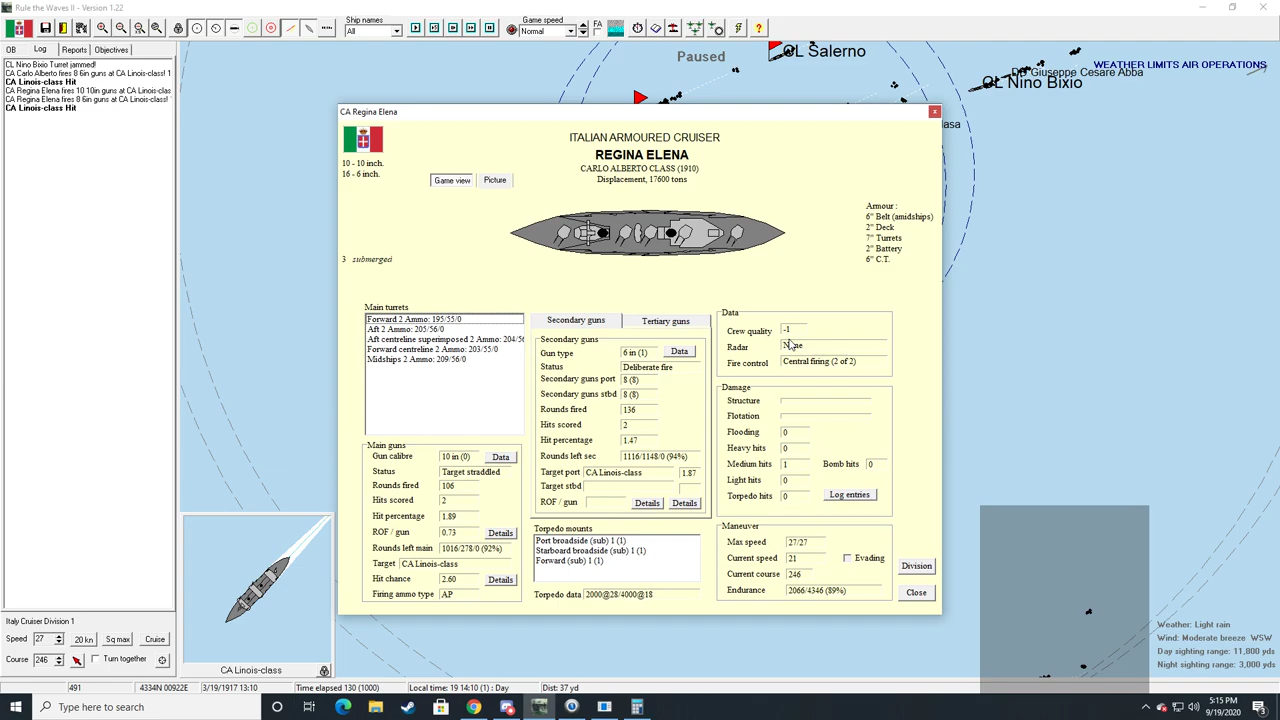 Rule the Waves II - Version 1.22
Ship names
All
Game speed
Normal
FA
OB
Log
Reports
Objectives
CL Nino Bixio Turret jammed!
CA Carlo Alberto fires 8 6in guns at CA Linois-class! 1
CA Linois-class Hit
CA Regina Elena fires 10 10in guns at CA Linois-clas
CA Regina Elena fires 8 6in guns at CA Linois-class!
CA Linois-class Hit
Paused
CL Salerno
WEATHER LIMITS AIR OPERATIONS
DD Giuseppe Cesare Abba
CL Nino Bixio
asa
CA Regina Elena
x
ITALIAN ARMOURED CRUISER
REGINA ELENA
CARLO ALBERTO CLASS (1910)
Displacement, 17600 tons
10 - 10 inch.
16 - 6 inch.
Game view
Picture
Armour :
6" Belt (amidships)
2" Deck
7" Turrets
2" Battery
6" C.T.
3 submerged
Main turrets
Forward 2 Ammo: 195/55/0
Aft 2 Ammo: 205/56/0
Aft centreline superimposed 2 Ammo: 204/56
Forward centreline 2 Ammo: 203/55/0
Midships 2 Ammo: 209/56/0
Main guns
Gun calibre 10 in (0) Data
Status Target straddled
Rounds fired 106
Hits scored 2
Hit percentage 1.89
ROF / gun 0.73 Details
Rounds left main 1016/278/0 (92%)
Target CA Linois-class
Hit chance 2.60 Details
Firing ammo type AP
Secondary guns
Tertiary guns
Secondary guns
Gun type 6 in (1) Data
Status Deliberate fire
Secondary guns port 8 (8)
Secondary guns stbd 8 (8)
Rounds fired 136
Hits scored 2
Hit percentage 1.47
Rounds left sec 1116/1148/0 (94%)
Target port CA Linois-class 1.87
Target stbd
ROF / gun Details Details
Torpedo mounts
Port broadside (sub) 1 (1)
Starboard broadside (sub) 1 (1)
Forward (sub) 1 (1)
Torpedo data 2000@28/4000@18
Data
Crew quality -1
Radar None
Fire control Central firing (2 of 2)
Damage
Structure
Flotation
Flooding 0
Heavy hits 0
Medium hits 1 Bomb hits 0
Light hits 0
Torpedo hits 0 Log entries
Maneuver
Max speed 27/27
Current speed 21 Evading
Current course 246
Endurance 2066/4346 (89%)
Division
Close
Italy Cruiser Division 1
Speed 27 20 kn Sq max Cruise
Course 246 Turn together
CA Linois-class
Weather: Light rain
Wind: Moderate breeze WSW
Day sighting range: 11,800 yds
Night sighting range: 3,000 yds
491
4334N 00922E
3/19/1917 13:10
Time elapsed 130 (1000)
Local time: 19 14:10 (1) : Day
Dist: 37 yd
Type here to search
5:15 PM
9/19/2020
3